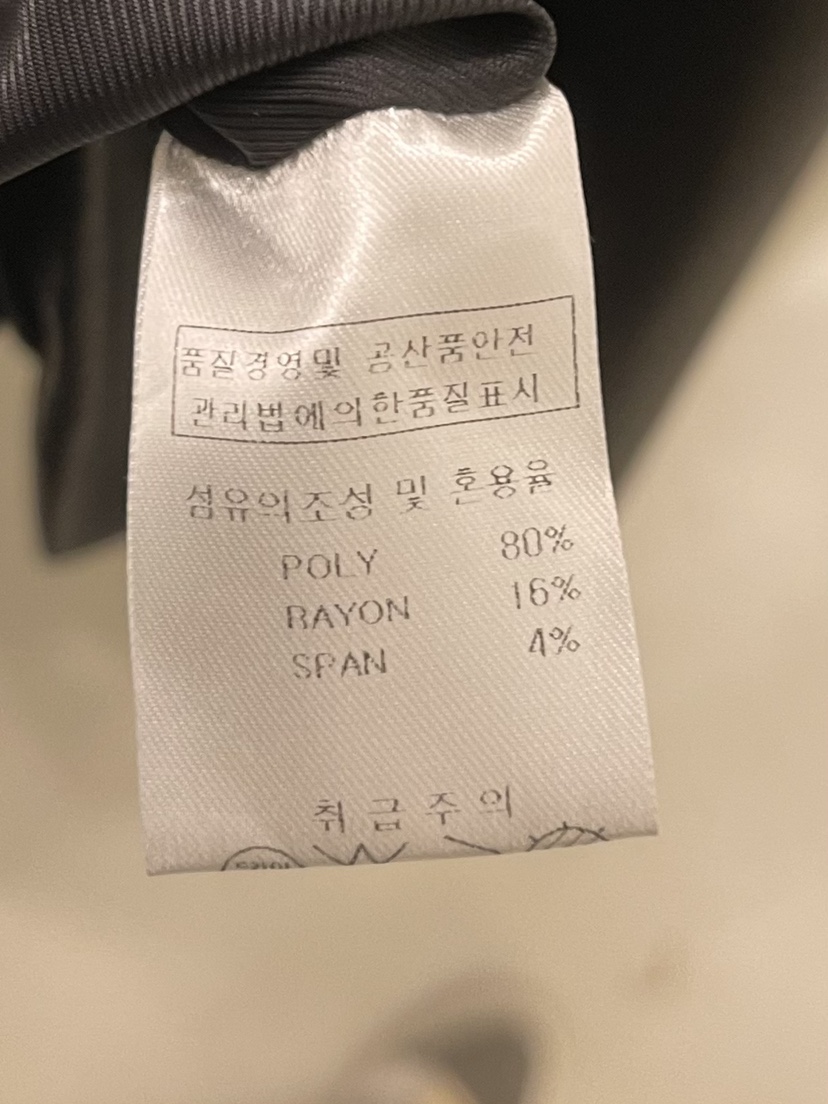 품질경영및 공산품안전
관리법에의한품질표시
섬유의조성 및 혼용율
POLY 80%
RAYON 16%
SPAN 4%
취급주의